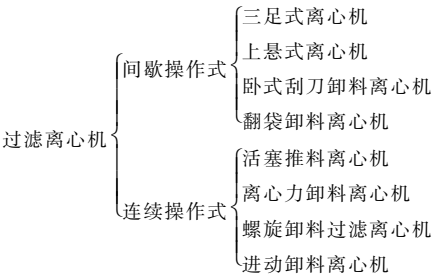 过滤离心机
间歇操作式
三足式离心机
上悬式离心机
卧式刮刀卸料离心机
翻袋卸料离心机
连续操作式
活塞推料离心机
离心力卸料离心机
螺旋卸料过滤离心机
进动卸料离心机